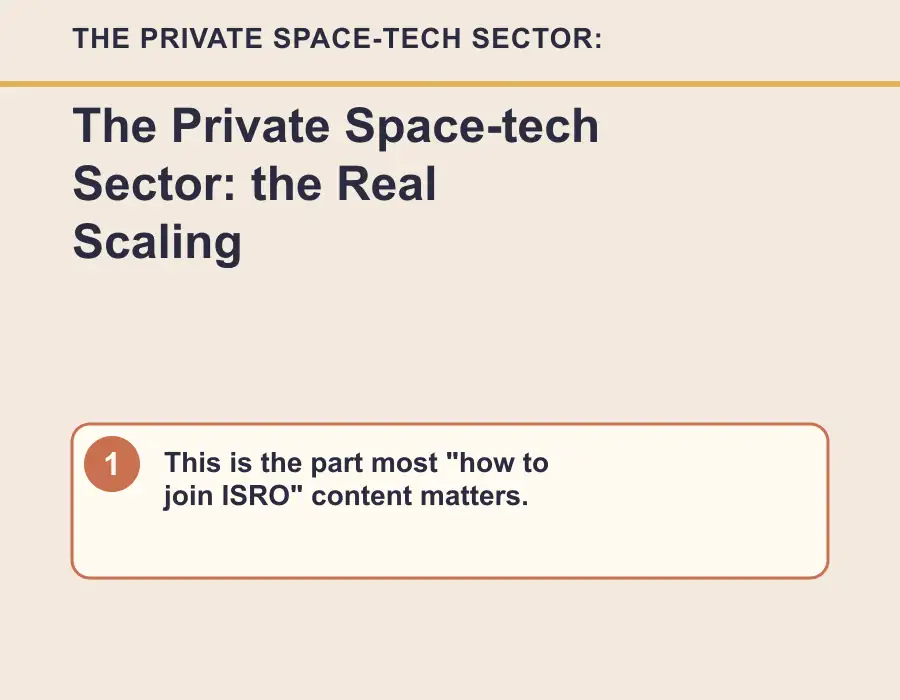 THE PRIVATE SPACE-TECH SECTOR:
The Private Space-tech
Sector: the Real
Scaling
1
This is the part most "how to
join ISRO" content matters.